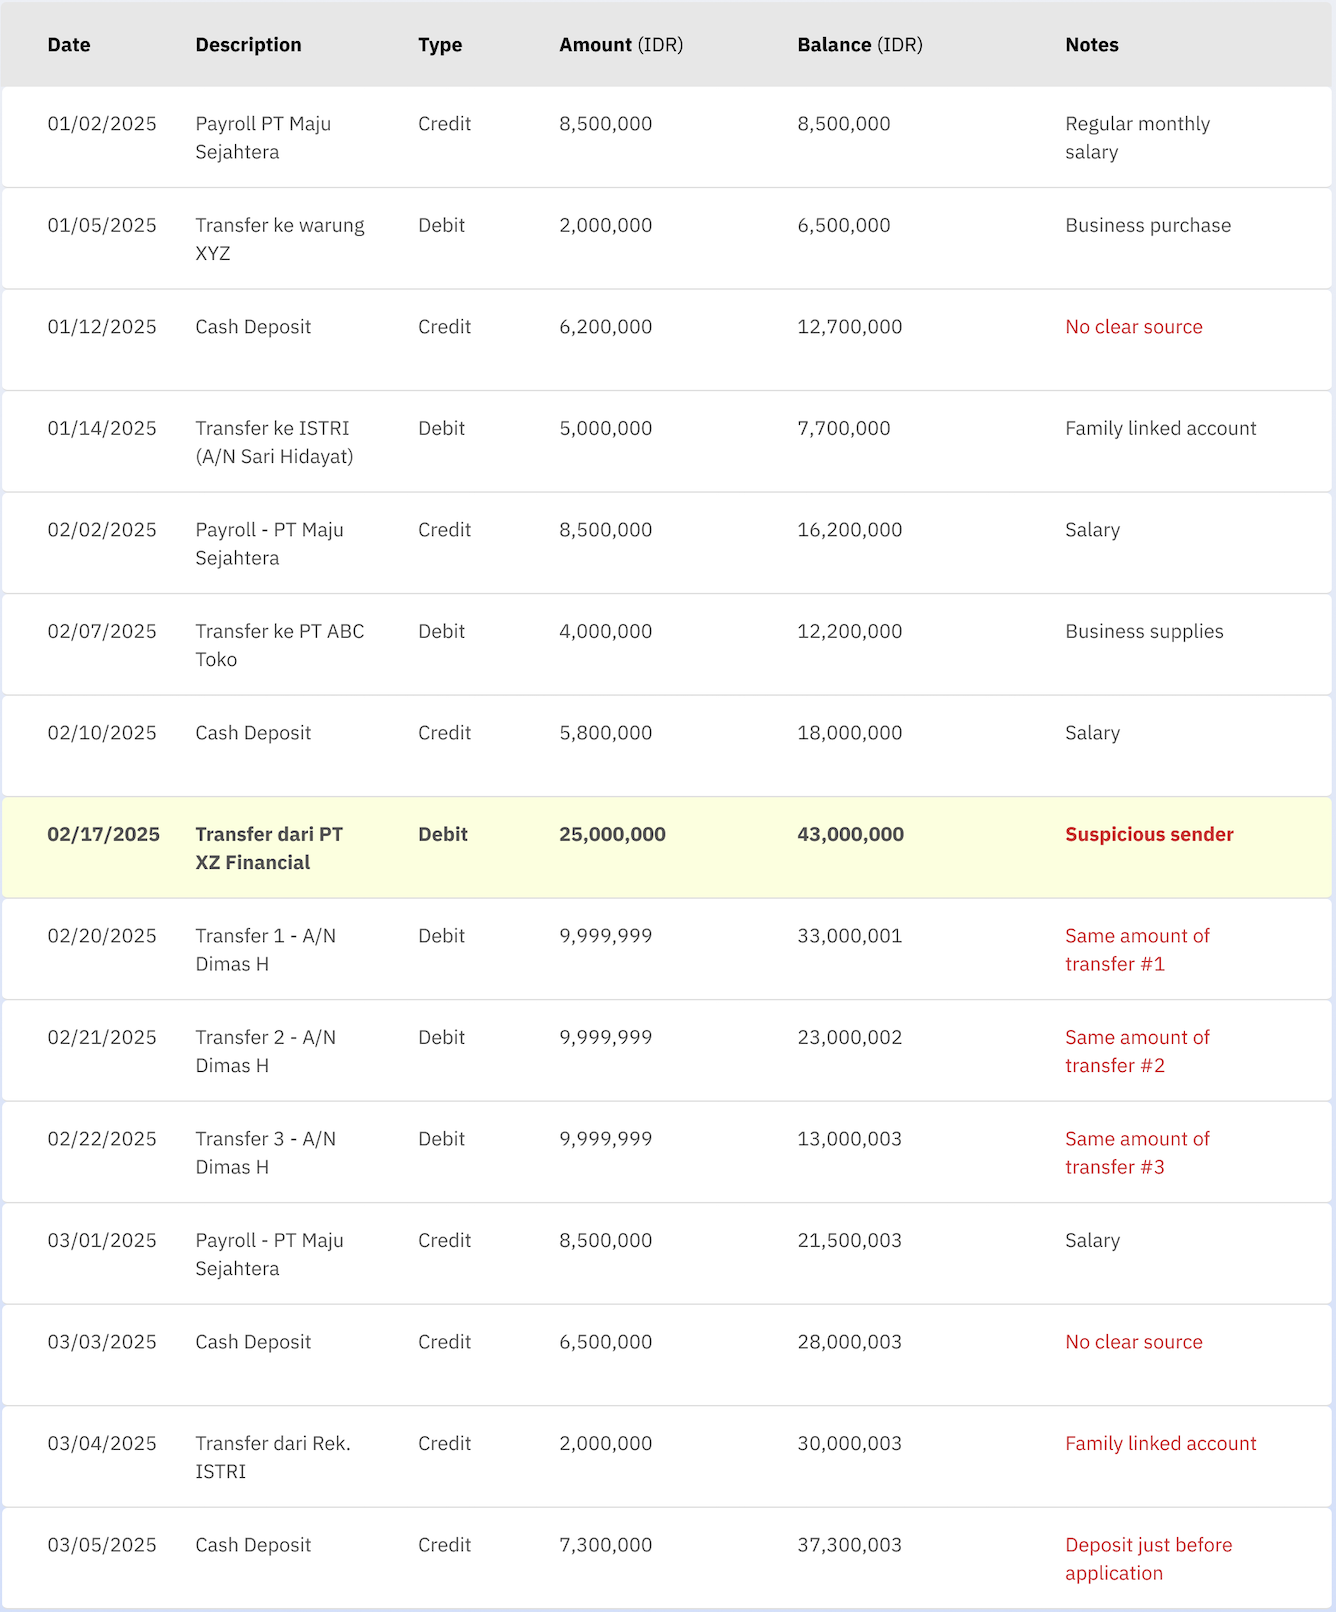 Date Description Type Amount (IDR) Balance (IDR) Notes
01/02/2025 Payroll PT Maju Credit 8,500,000 8,500,000 Regular monthly
Sejahtera salary
01/05/2025 Transfer ke warung Debit 2,000,000 6,500,000 Business purchase
XYZ
01/12/2025 Cash Deposit Credit 6,200,000 12,700,000 No clear source
01/14/2025 Transfer ke ISTRI Debit 5,000,000 7,700,000 Family linked account
(A/N Sari Hidayat)
02/02/2025 Payroll - PT Maju Credit 8,500,000 16,200,000 Salary
Sejahtera
02/07/2025 Transfer ke PT ABC Debit 4,000,000 12,200,000 Business supplies
Toko
02/10/2025 Cash Deposit Credit 5,800,000 18,000,000 Salary
02/17/2025 Transfer dari PT Debit 25,000,000 43,000,000 Suspicious sender
XZ Financial
02/20/2025 Transfer 1 - A/N Debit 9,999,999 33,000,001 Same amount of
Dimas H transfer #1
02/21/2025 Transfer 2 - A/N Debit 9,999,999 23,000,002 Same amount of
Dimas H transfer #2
02/22/2025 Transfer 3 - A/N Debit 9,999,999 13,000,003 Same amount of
Dimas H transfer #3
03/01/2025 Payroll - PT Maju Credit 8,500,000 21,500,003 Salary
Sejahtera
03/03/2025 Cash Deposit Credit 6,500,000 28,000,003 No clear source
03/04/2025 Transfer dari Rek. Credit 2,000,000 30,000,003 Family linked account
ISTRI
03/05/2025 Cash Deposit Credit 7,300,000 37,300,003 Deposit just before
application